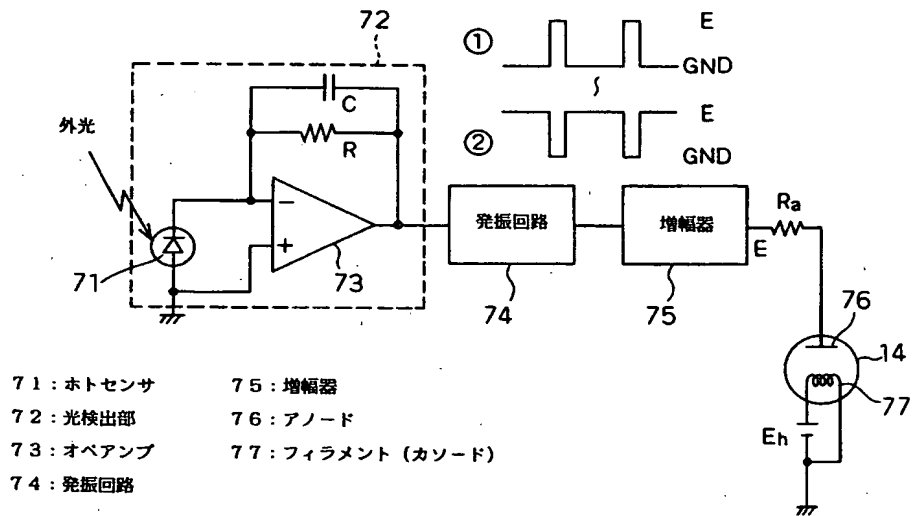 72
① E
GND
C
R
② E
GND
外光
−
+
71
73
発振回路
74
増幅器
75
E
Ra
76
14
77
Eh
71:ホトセンサ 75:増幅器
72:光検出部 76:アノード
73:オペアンプ 77:フィラメント(カソード)
74:発振回路